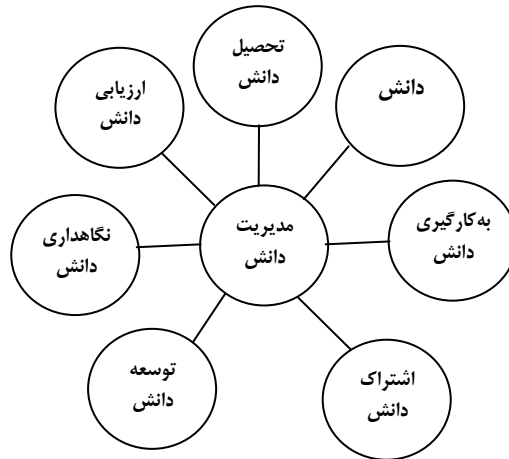 تحصیل
دانش
دانش
ارزیابی
دانش
مدیریت
دانش
به‌کارگیری
دانش
نگاهداری
دانش
اشتراک
دانش
توسعه
دانش